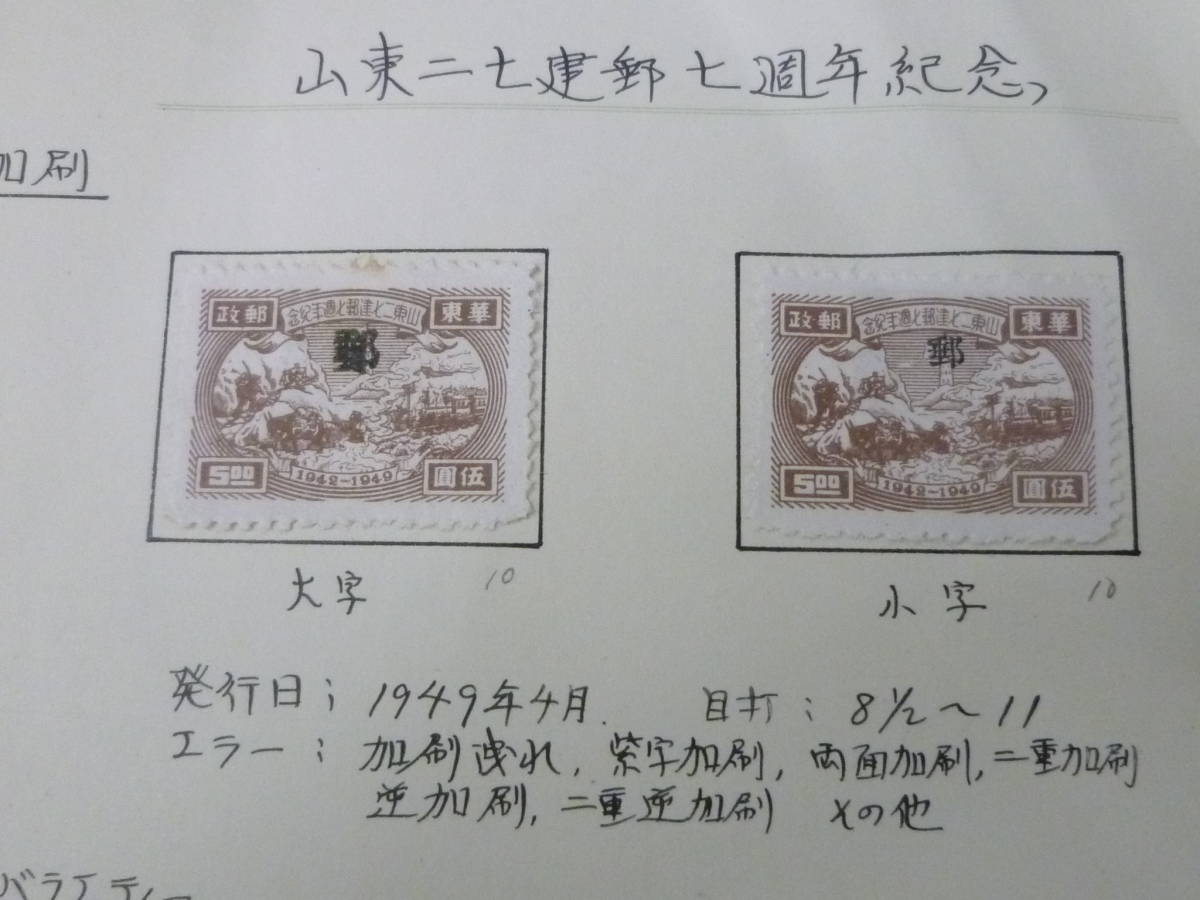 山東二七建郵七週年紀念
加刷
政郵
念紀年週七郵建七二東山
東華
郵
500
1942-1949
圓伍
政郵
念紀年週七郵建七二東山
東華
郵
500
1942-1949
圓伍
大字 10
小字 10
発行日; 1949年4月. 目打: 8½~11
エラー: 加刷洩れ, 紫字加刷, 両面加刷, 二重加刷
逆加刷, 二重逆加刷 その他
バラエティー